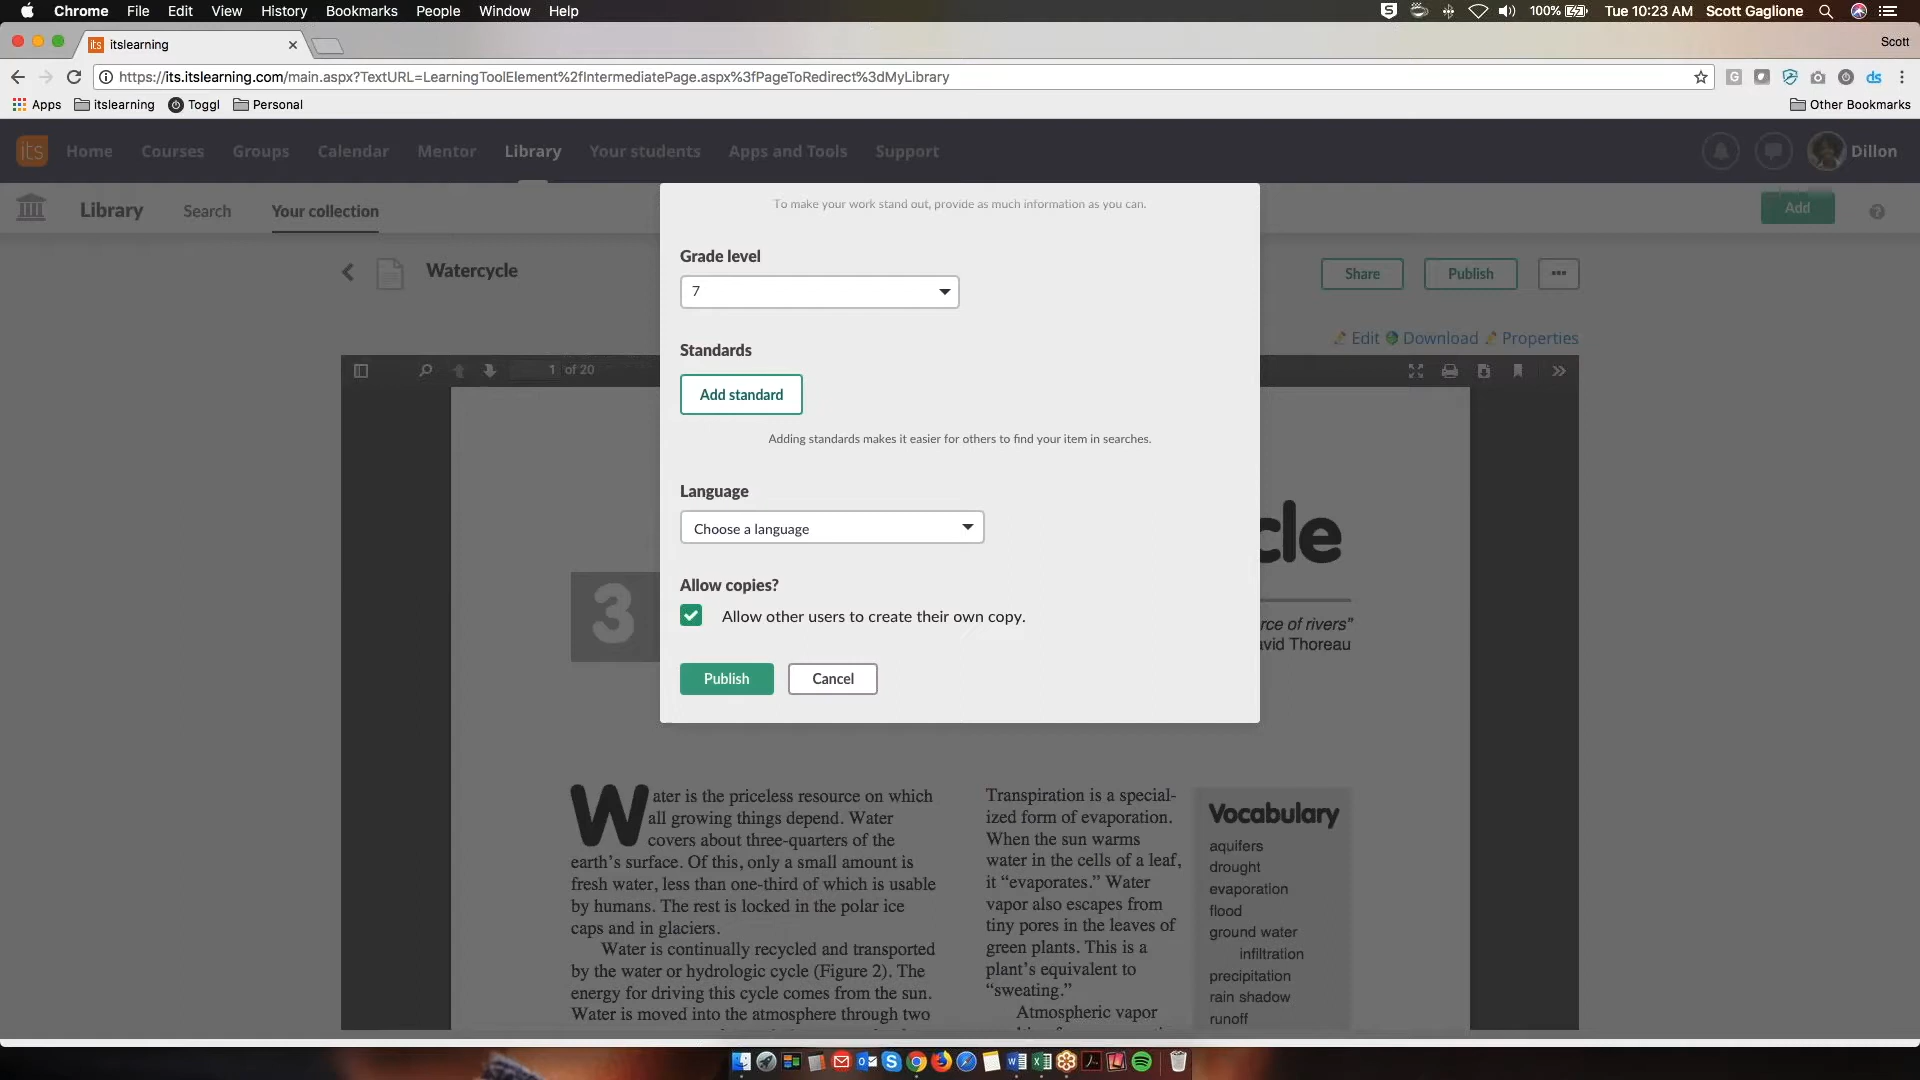 Chrome File Edit View History Bookmarks People Window Help
100% Tue 10:23 AM Scott Gaglione
its itslearning
Scott
https://its.itslearning.com/main.aspx?TextURL=LearningToolElement%2fIntermediatePage.aspx%3fPageToRedirect%3dMyLibrary
Apps itslearning Toggl Personal Other Bookmarks
its Home Courses Groups Calendar Mentor Library Your students Apps and Tools Support Dillon
Library Search Your collection Add
To make your work stand out, provide as much information as you can.
Watercycle Share Publish
Grade level
7
Edit Download Properties
Standards
1 of 20
Add standard
Adding standards makes it easier for others to find your item in searches.
Language
Choose a language
cle
Allow copies?
Allow other users to create their own copy.
3
rce of rivers"
vid Thoreau
Publish Cancel
Water is the priceless resource on which
all growing things depend. Water
covers about three-quarters of the
earth's surface. Of this, only a small amount is
fresh water, less than one-third of which is usable
by humans. The rest is locked in the polar ice
caps and in glaciers.
Water is continually recycled and transported
by the water or hydrologic cycle (Figure 2). The
energy for driving this cycle comes from the sun.
Water is moved into the atmosphere through two
Transpiration is a special-
ized form of evaporation.
When the sun warms
water in the cells of a leaf,
it “evaporates.” Water
vapor also escapes from
tiny pores in the leaves of
green plants. This is a
plant's equivalent to
“sweating.”
Atmospheric vapor
Vocabulary
aquifers
drought
evaporation
flood
ground water
infiltration
precipitation
rain shadow
runoff